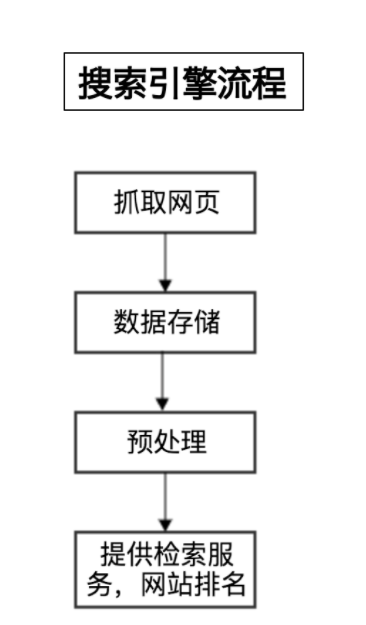 搜索引擎流程
抓取网页
数据存储
预处理
提供检索服
务，网站排名